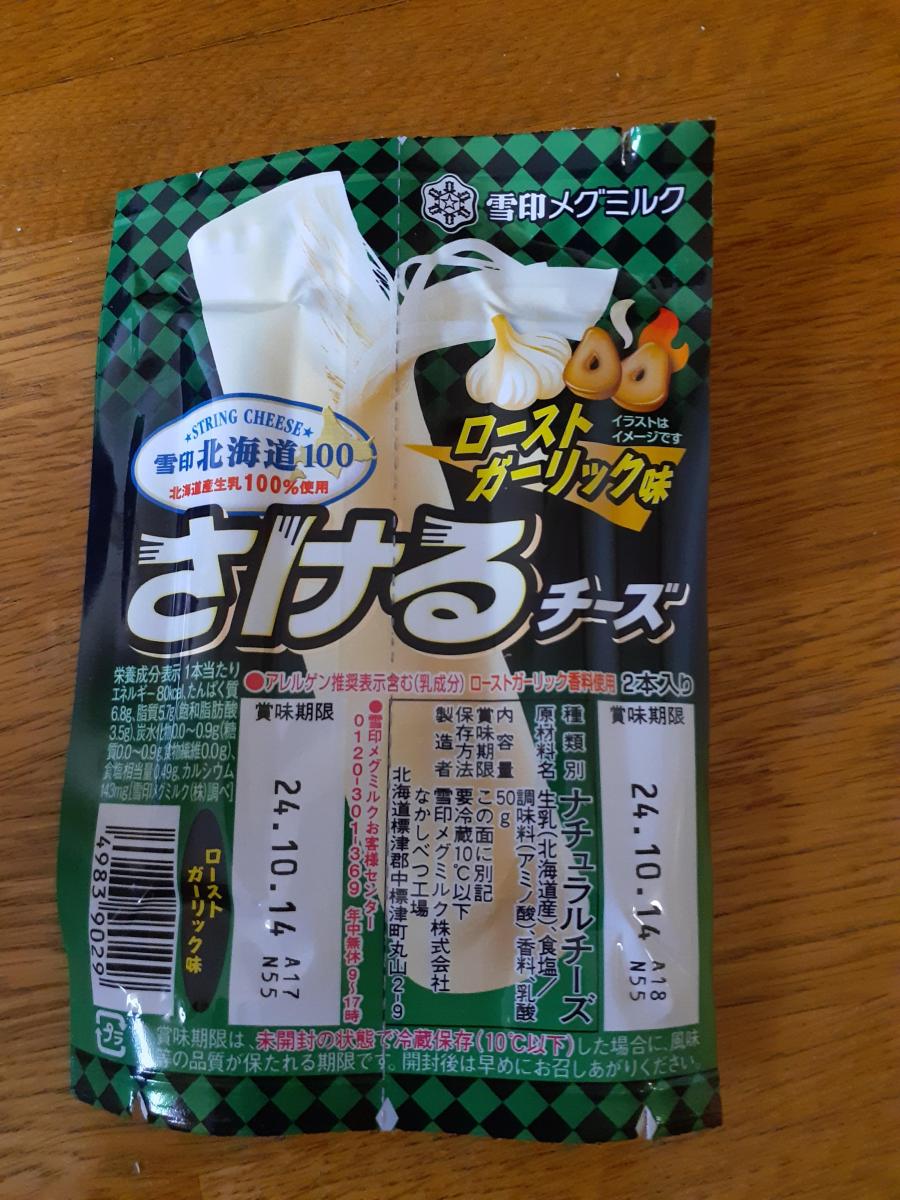 雪印メグミルク
STRING CHEESE
雪印北海道100
北海道産生乳100%使用
ロースト
ガーリック味
イラストは
イメージです
さけるチーズ
栄養成分表示 1本当たり
エネルギー80kcal、たんぱく質
6.8g、脂質5.7g(飽和脂肪酸
3.5g)、炭水化物0.0~0.9g(糖
質0.0~0.9g、食物繊維0.0g)、
食塩相当量0.49g、カルシウム
143mg[雪印メグミルク(株)調べ]
●アレルゲン推奨表示含む(乳成分) ローストガーリック香料使用 2本入り
賞味期限
24.10.14 A18
N55
種類別 ナチュラルチーズ
原材料名 生乳(北海道産)、食塩/
調味料(アミノ酸)、香料、乳酸
内容量 50g
賞味期限 この面に別記
保存方法 要冷蔵10℃以下
製造者 雪印メグミルク株式会社
なかしべつ工場
北海道標津郡中標津町丸山2-9
●雪印メグミルクお客様センター
0120-301-369 年中無休 9~17時
賞味期限
24.10.14 A17
N55
ロースト
ガーリック味
4983 9029
プラ
賞味期限は、未開封の状態で冷蔵保存(10℃以下)した場合に、風味
等の品質が保たれる期限です。開封後は早めにお召しあがりください。